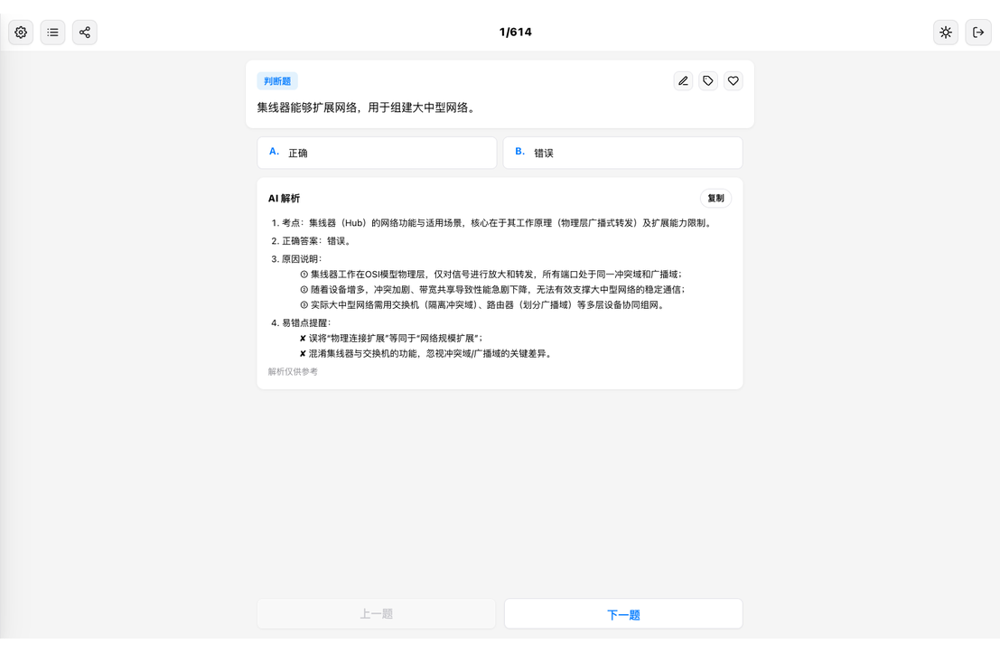 1/614
判断题
集线器能够扩展网络，用于组建大中型网络。
A. 正确
B. 错误
AI 解析
复制
1. 考点：集线器（Hub）的网络功能与适用场景，核心在于其工作原理（物理层广播式转发）及扩展能力限制。
2. 正确答案：错误。
3. 原因说明：
① 集线器工作在OSI模型物理层，仅对信号进行放大和转发，所有端口处于同一冲突域和广播域；
② 随着设备增多，冲突加剧、带宽共享导致性能急剧下降，无法有效支撑大中型网络的稳定通信；
③ 实际大中型网络需用交换机（隔离冲突域）、路由器（划分广播域）等多层设备协同组网。
4. 易错点提醒：
✘ 误将“物理连接扩展”等同于“网络规模扩展”；
✘ 混淆集线器与交换机的功能，忽视冲突域/广播域的关键差异。
解析仅供参考
上一题
下一题